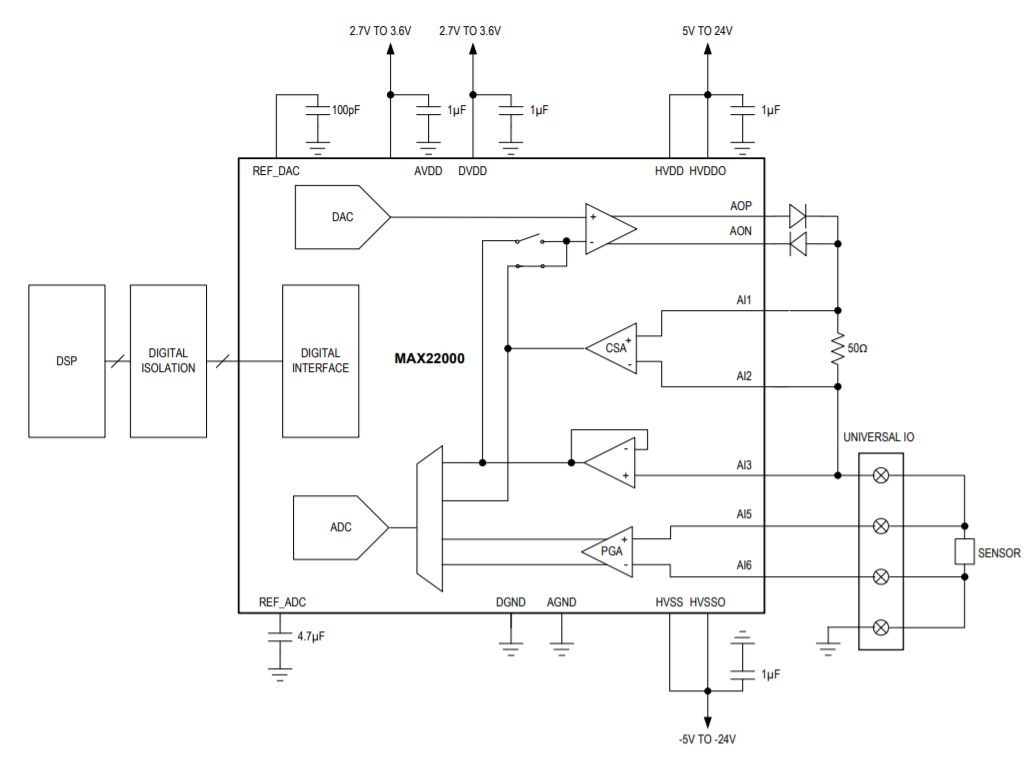 2.7V TO 3.6V
2.7V TO 3.6V
5V TO 24V
100pF
1µF
1µF
1µF
REF_DAC
AVDD
DVDD
HVDD
HVDDO
DAC
+
-
AOP
AON
AI1
DSP
DIGITAL
ISOLATION
DIGITAL
INTERFACE
MAX22000
CSA
+
-
50Ω
AI2
UNIVERSAL IO
-
+
AI3
ADC
AI5
PGA
+
-
SENSOR
AI6
REF_ADC
DGND
AGND
HVSS
HVSSO
4.7µF
1µF
-5V TO -24V